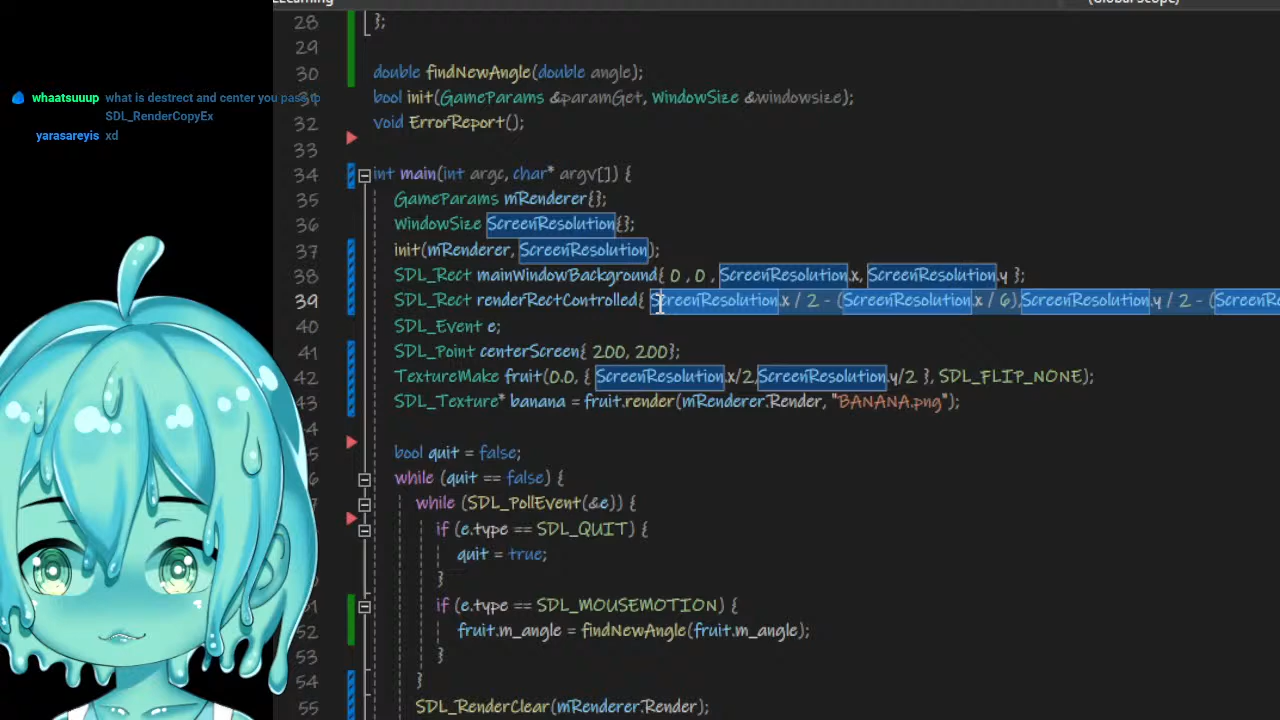 (Global Scope)
28 };
29
30 double findNewAngle(double angle);
bool init(GameParams &paramGet, WindowSize &windowsize);
32 void ErrorReport();
33
34 int main(int argc, char* argv[]) {
35 GameParams mRenderer{};
36 WindowSize ScreenResolution{};
37 init(mRenderer, ScreenResolution);
38 SDL_Rect mainWindowBackground{ 0 , 0 , ScreenResolution.x, ScreenResolution.y };
39 SDL_Rect renderRectControlled{ ScreenResolution.x / 2 - (ScreenResolution.x / 6),ScreenResolution.y / 2 - (ScreenRe
40 SDL_Event e;
41 SDL_Point centerScreen{ 200, 200};
42 TextureMake fruit(0.0, { ScreenResolution.x/2,ScreenResolution.y/2 }, SDL_FLIP_NONE);
43 SDL_Texture* banana = fruit.render(mRenderer.Render, "BANANA.png");
4
5 bool quit = false;
6 while (quit == false) {
while (SDL_PollEvent(&e)) {
if (e.type == SDL_QUIT) {
quit = true;
}
if (e.type == SDL_MOUSEMOTION) {
52 fruit.m_angle = findNewAngle(fruit.m_angle);
53 }
54 }
55 SDL_RenderClear(mRenderer.Render);
whaatsuuup what is destrect and center you pass to
SDL_RenderCopyEx
yarasareyis xd